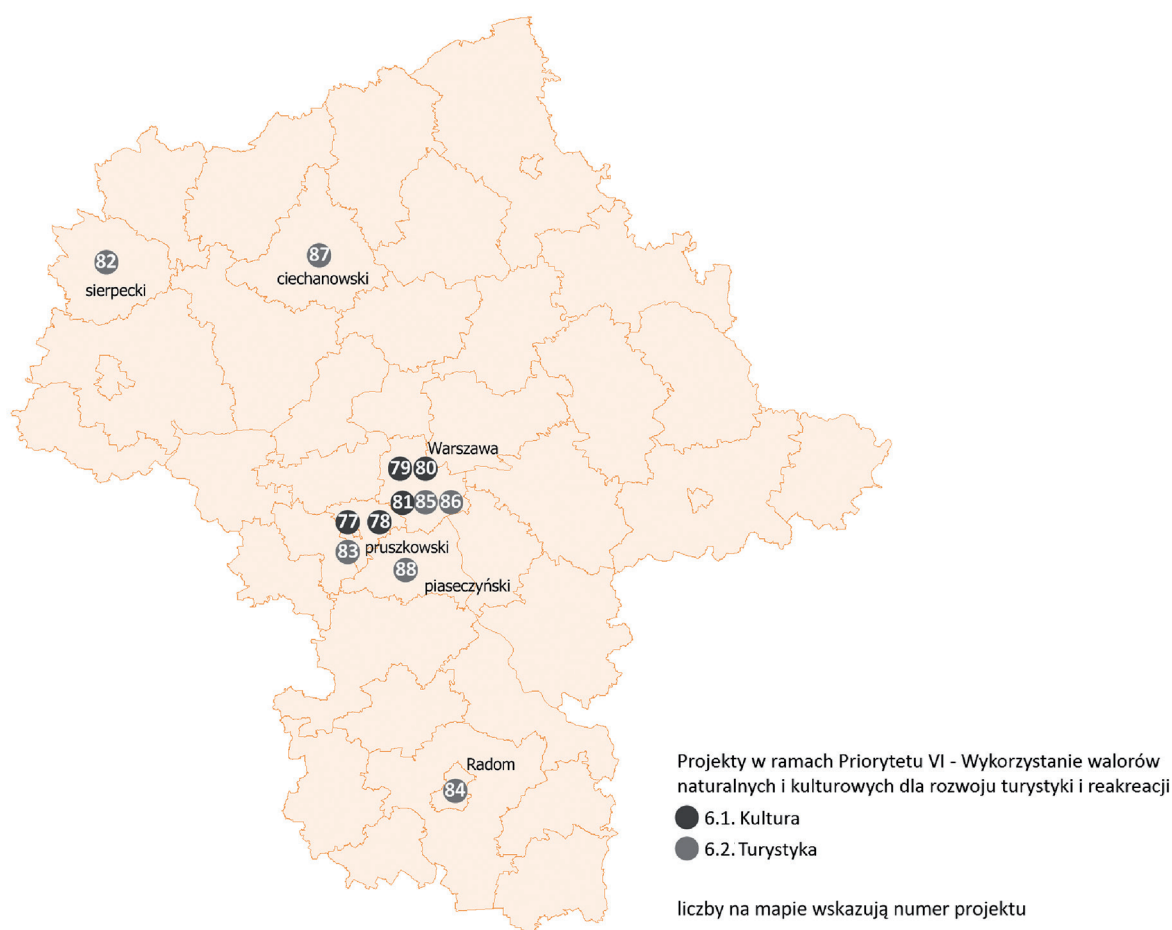 82
sierpecki
87
ciechanowski
Warszawa
79 80
81 85 86
77 78
pruszkowski
83
88
piaseczyński
Radom
84
Projekty w ramach Priorytetu VI - Wykorzystanie walorów
naturalnych i kulturowych dla rozwoju turystyki i reakreacji
6.1. Kultura
6.2. Turystyka
liczby na mapie wskazują numer projektu